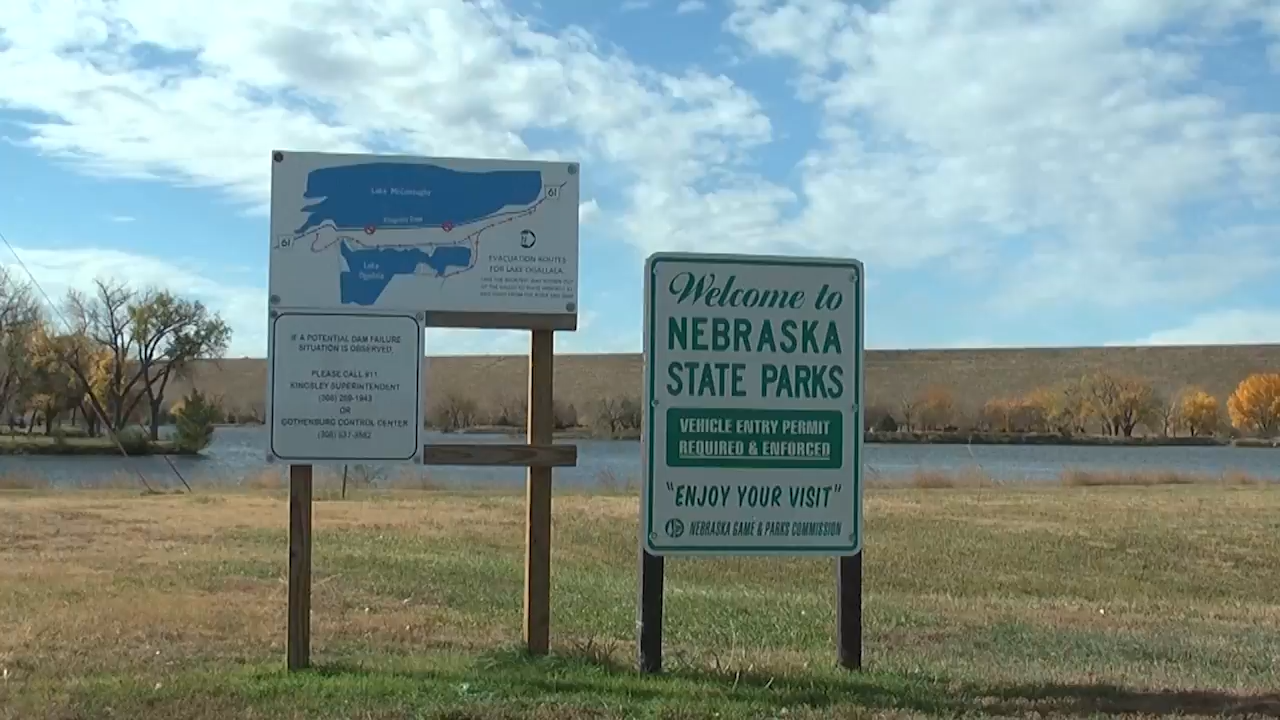 Lake McConaughy
Kingsley Dam
61
61
Lake
Ogallala
EVACUATION ROUTES
FOR LAKE OGALLALA.
IF A POTENTIAL DAM FAILURE
SITUATION IS OBSERVED,
PLEASE CALL 911
KINGSLEY SUPERINTENDENT
(308)
OR
GOTHENBURG CONTROL CENTER
(308)
Welcome to
NEBRASKA
STATE PARKS
VEHICLE ENTRY PERMIT
REQUIRED & ENFORCED
"ENJOY YOUR VISIT"
NEBRASKA GAME & PARKS COMMISSION